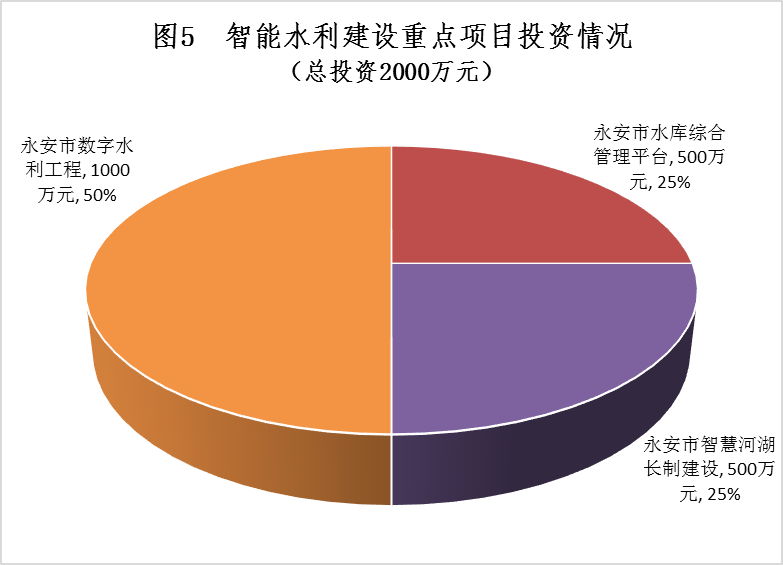 图5　智能水利建设重点项目投资情况
（总投资2000万元）
永安市数字水
利工程, 1000
万元, 50%
永安市水库综合
管理平台, 500万
元, 25%
永安市智慧河湖
长制建设, 500万
元, 25%